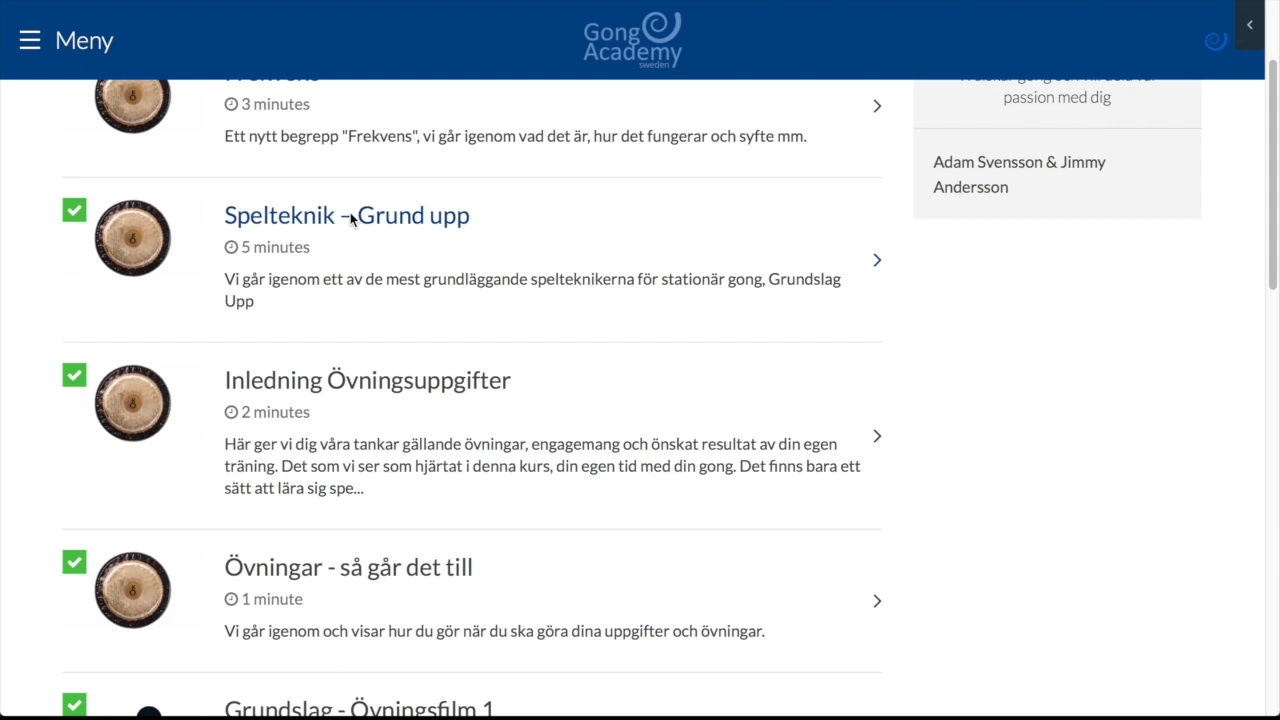 Meny
Gong
Academy
sweden
passion med dig
3 minutes
Ett nytt begrepp "Frekvens", vi går igenom vad det är, hur det fungerar och syfte mm.
Adam Svensson & Jimmy
Andersson
Spelteknik - Grund upp
5 minutes
Vi går igenom ett av de mest grundläggande spelteknikerna för stationär gong, Grundslag
Upp
Inledning Övningsuppgifter
2 minutes
Här ger vi dig våra tankar gällande övningar, engagemang och önskat resultat av din egen
träning. Det som vi ser som hjärtat i denna kurs, din egen tid med din gong. Det finns bara ett
sätt att lära sig spe...
Övningar - så går det till
1 minute
Vi går igenom och visar hur du gör när du ska göra dina uppgifter och övningar.
Grundslag - Övningsfilm 1